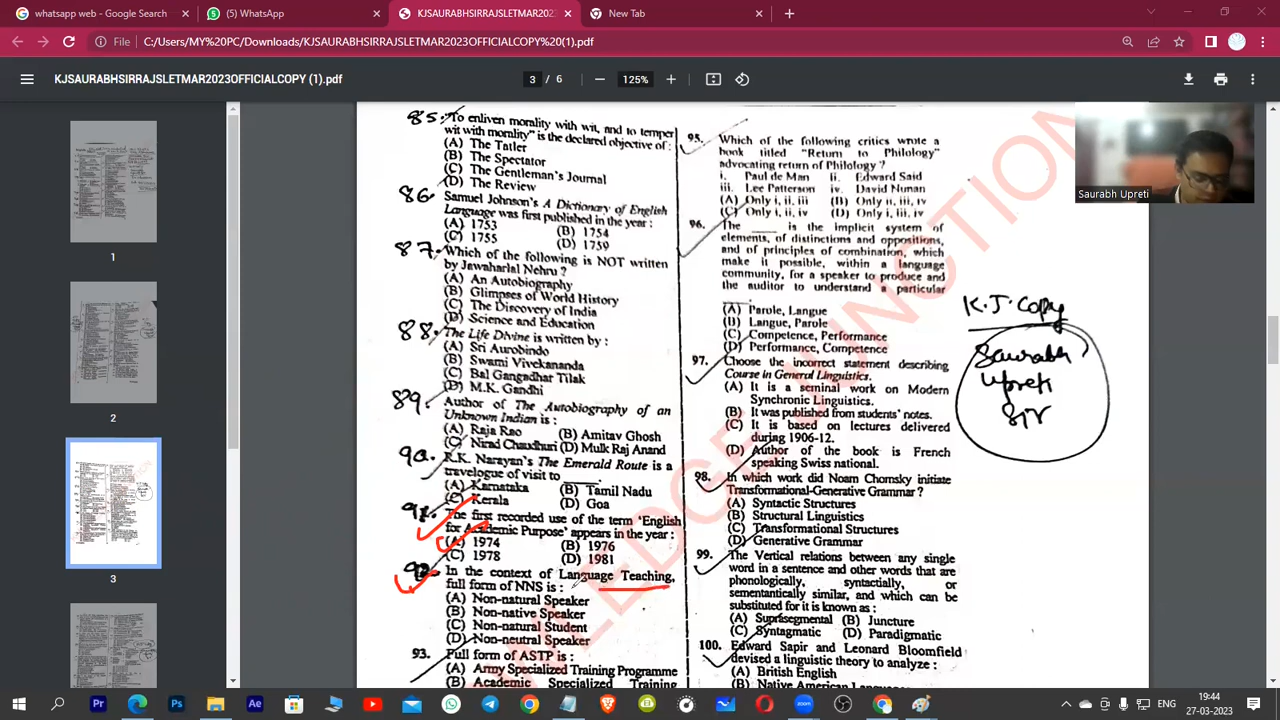 whatsapp web - Google Search
(5) WhatsApp
KJSAURABHSIRRAJSLETMAR2023
New Tab
File
C:/Users/MY%20PC/Downloads/KJSAURABHSIRRAJSLETMAR2023OFFICIALCOPY%20(1).pdf
KJSAURABHSIRRAJSLETMAR2023OFFICIALCOPY (1).pdf
3 / 6
125%
1
2
3
85. To enliven morality with wit, and to temper
wit with morality" is the declared objective of :
(A) The Tatler
(B) The Spectator
(C) The Gentleman's Journal
(D) The Review
86. Samuel Johnson's A Dictionary of English
Language was first published in the year :
(A) 1753 (B) 1754
(C) 1755 (D) 1759
87. Which of the following is NOT written
by Jawaharlal Nehru ?
(A) An Autobiography
(B) Glimpses of World History
(C) The Discovery of India
(D) Science and Education
88. The Life Divine is written by :
(A) Sri Aurobindo
(B) Swami Vivekananda
(C) Bal Gangadhar Tilak
(D) M.K. Gandhi
89. Author of The Autobiography of an
Unknown Indian is :
(A) Raja Rao (B) Amitav Ghosh
(C) Nirad Chaudhuri (D) Mulk Raj Anand
90. R.K. Narayan's The Emerald Route is a
travelogue of visit to ____.
(A) Karnataka (B) Tamil Nadu
(C) Kerala (D) Goa
91. The first recorded use of the term 'English
for Academic Purpose' appears in the year :
(A) 1974 (B) 1976
(C) 1978 (D) 1981
92. In the context of Language Teaching,
full form of NNS is :
(A) Non-natural Speaker
(B) Non-native Speaker
(C) Non-natural Student
(D) Non-neutral Speaker
93. Full form of ASTP is :
(A) Army Specialized Training Programme
(B) Academic Specialized Training
95. Which of the following critics wrote a
book titled "Return to Philology"
advocating return of Philology ?
i. Paul de Man ii. Edward Said
iii. Lee Patterson iv. David Nunan
(A) Only i, ii, iii (B) Only ii, iii, iv
(C) Only i, ii, iv (D) Only i, iii, iv
96. The ____ is the implicit system of
elements, of distinctions and oppositions,
and of principles of combination, which
make it possible, within a language
community, for a speaker to produce and
the auditor to understand a particular
____.
(A) Parole, Langue
(B) Langue, Parole
(C) Competence, Performance
(D) Performance, Competence
97. Choose the incorrect statement describing
Course in General Linguistics.
(A) It is a seminal work on Modern
Synchronic Linguistics.
(B) It was published from students' notes.
(C) It is based on lectures delivered
during 1906-12.
(D) Author of the book is French
speaking Swiss national.
98. In which work did Noam Chomsky initiate
Transformational-Generative Grammar ?
(A) Syntactic Structures
(B) Structural Linguistics
(C) Transformational Structures
(D) Generative Grammar
99. The Vertical relations between any single
word in a sentence and other words that are
phonologically, syntactially, or
sementantically similar, and which can be
substituted for it is known as :
(A) Suprasegmental (B) Juncture
(C) Syntagmatic (D) Paradigmatic
100. Edward Sapir and Leonard Bloomfield
devised a linguistic theory to analyze :
(A) British English
(B) Native American
K.J. Copy
Saurabh
Upreti
Sir
KNOWLEDGE JUNCTION
Saurabh Upreti
19:44
27-03-2023